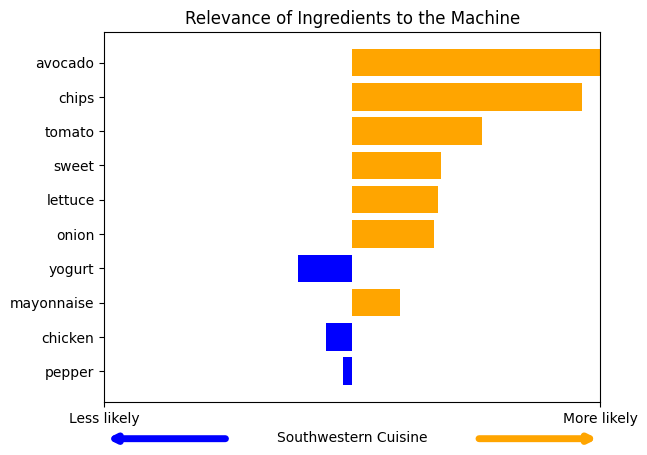 Relevance of Ingredients to the Machine
avocado
chips
tomato
sweet
lettuce
onion
yogurt
mayonnaise
chicken
pepper
Less likely
More likely
Southwestern Cuisine